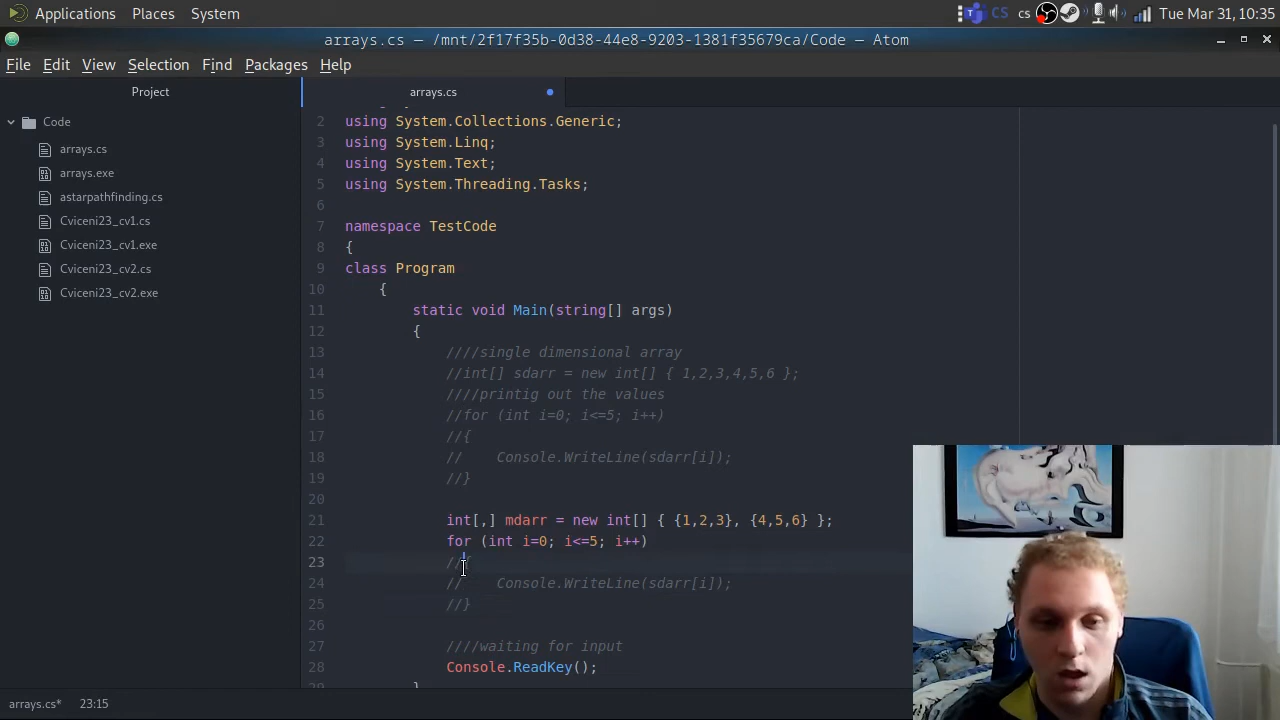 Applications Places System CS cs Tue Mar 31, 10:35
arrays.cs — /mnt/2f17f35b-0d38-44e8-9203-1381f35679ca/Code — Atom
File Edit View Selection Find Packages Help
Project
arrays.cs
Code
arrays.cs
arrays.exe
astarpathfinding.cs
Cviceni23_cv1.cs
Cviceni23_cv1.exe
Cviceni23_cv2.cs
Cviceni23_cv2.exe
2 using System.Collections.Generic;
3 using System.Linq;
4 using System.Text;
5 using System.Threading.Tasks;
6
7 namespace TestCode
8 {
9 class Program
10 {
11 static void Main(string[] args)
12 {
13 ////single dimensional array
14 //int[] sdarr = new int[] { 1,2,3,4,5,6 };
15 ////printig out the values
16 //for (int i=0; i<=5; i++)
17 //{
18 // Console.WriteLine(sdarr[i]);
19 //}
20
21 int[,] mdarr = new int[] { {1,2,3}, {4,5,6} };
22 for (int i=0; i<=5; i++)
23 //{
24 // Console.WriteLine(sdarr[i]);
25 //}
26
27 ////waiting for input
28 Console.ReadKey();
arrays.cs* 23:15